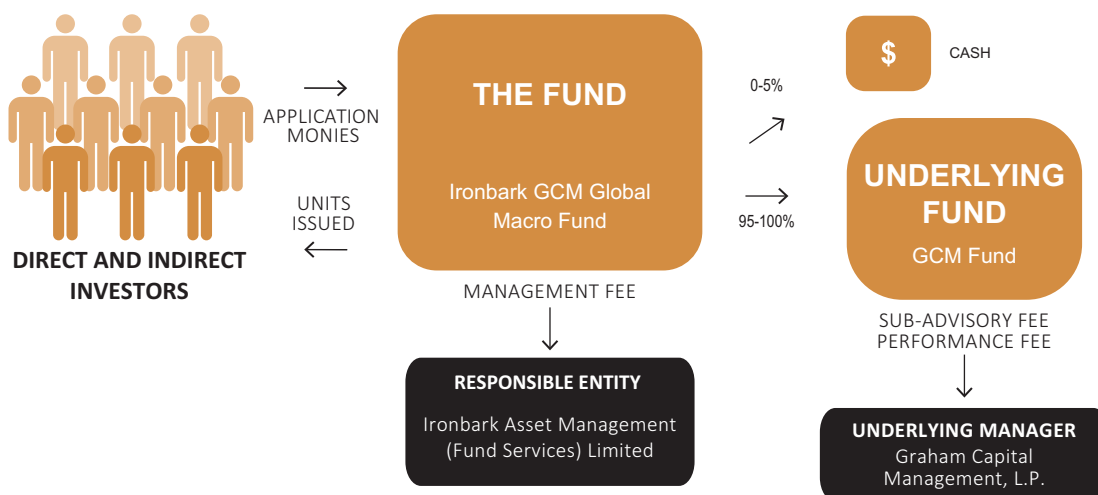 APPLICATION
MONIES
UNITS
ISSUED
DIRECT AND INDIRECT
INVESTORS
THE FUND
Ironbark GCM Global
Macro Fund
MANAGEMENT FEE
RESPONSIBLE ENTITY
Ironbark Asset Management
(Fund Services) Limited
0-5%
$
CASH
95-100%
UNDERLYING
FUND
GCM Fund
SUB-ADVISORY FEE
PERFORMANCE FEE
UNDERLYING MANAGER
Graham Capital
Management, L.P.